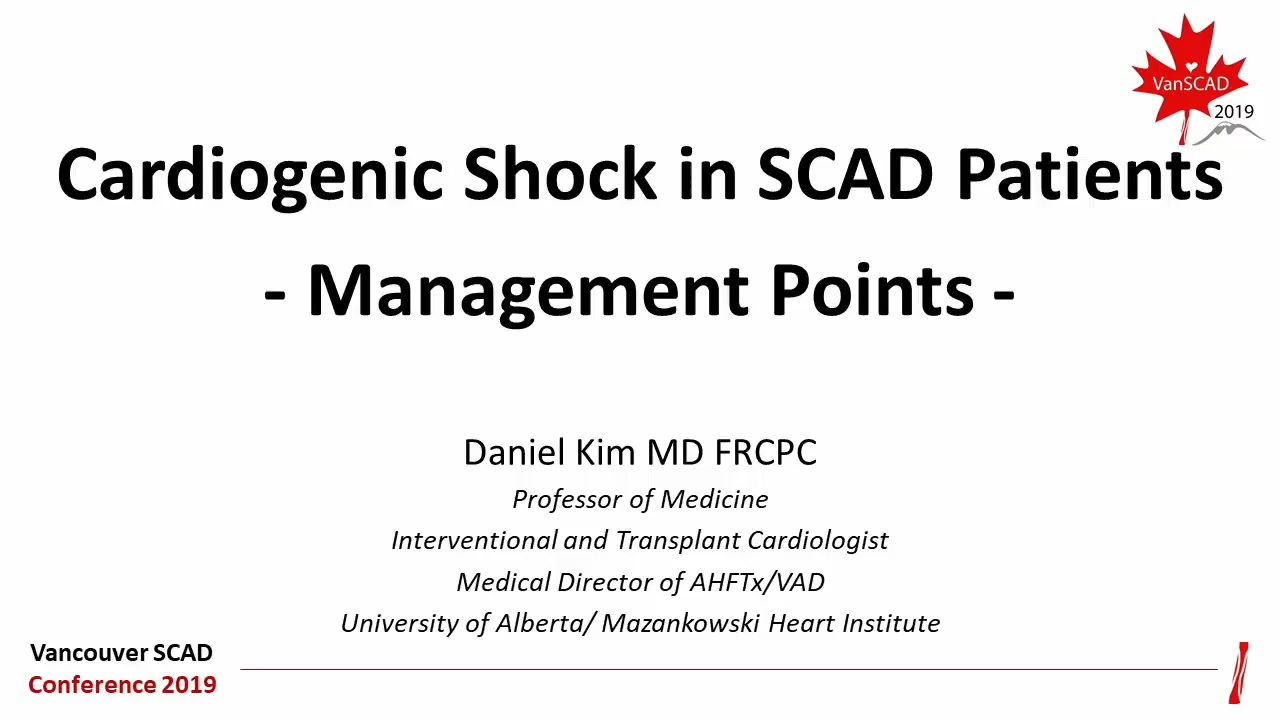 VanSCAD
2019
Cardiogenic Shock in SCAD Patients
- Management Points -
Daniel Kim MD FRCPC
Professor of Medicine
Interventional and Transplant Cardiologist
Medical Director of AHFTx/VAD
University of Alberta/ Mazankowski Heart Institute
Vancouver SCAD
Conference 2019